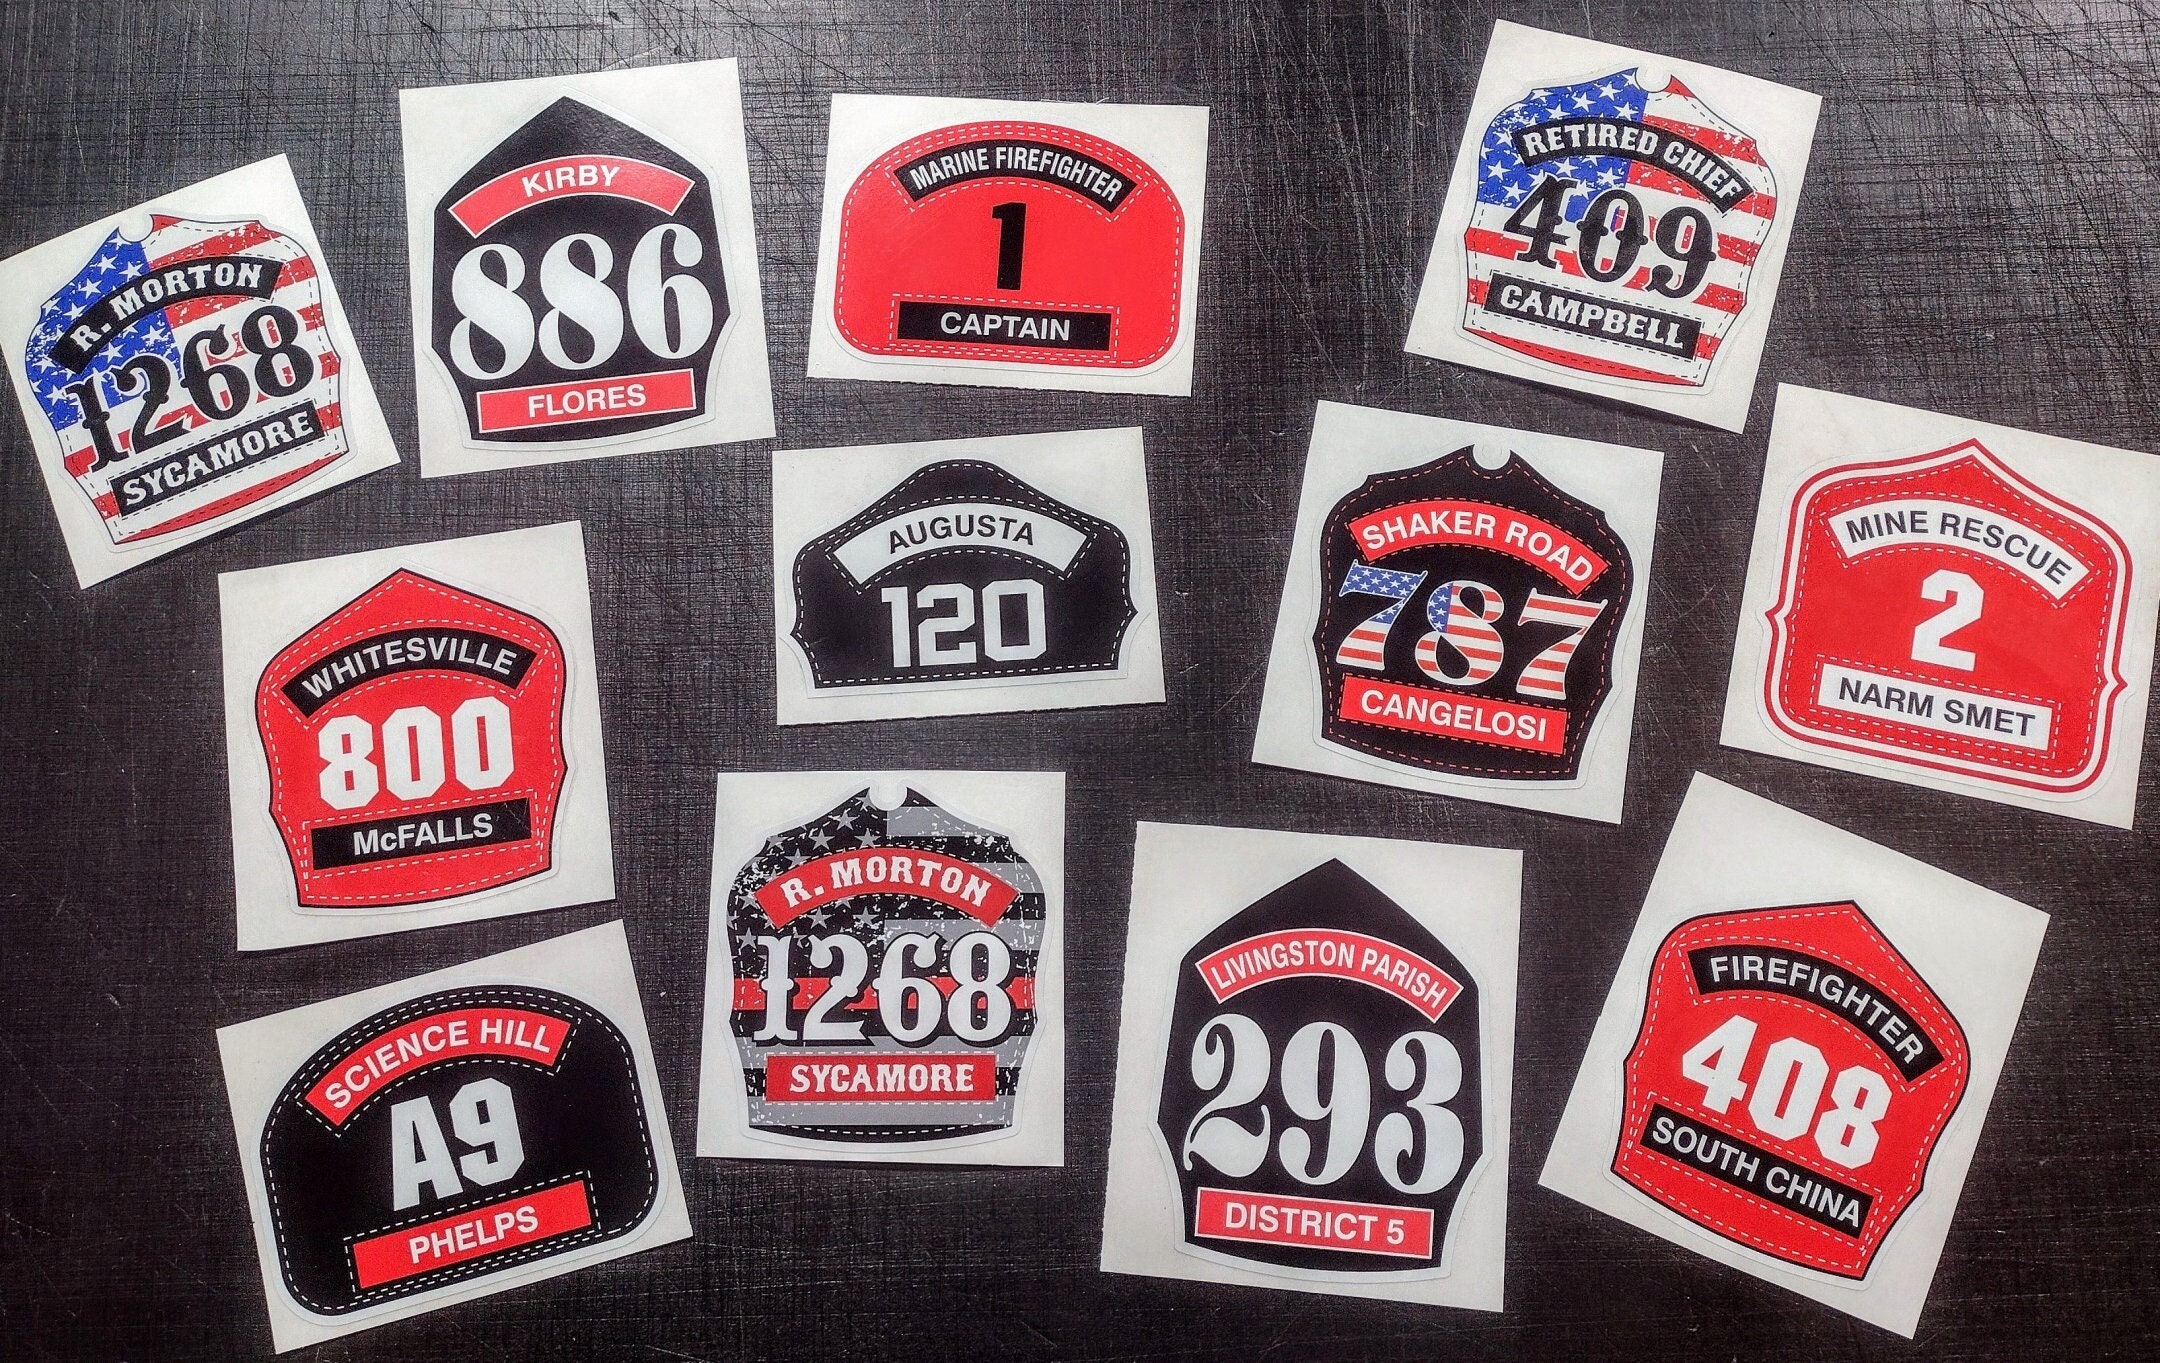 R. MORTON
1268
SYCAMORE
KIRBY
886
FLORES
MARINE FIREFIGHTER
1
CAPTAIN
RETIRED CHIEF
409
CAMPBELL
WHITESVILLE
800
McFALLS
AUGUSTA
120
SHAKER ROAD
787
CANGELOSI
MINE RESCUE
2
NARM SMET
SCIENCE HILL
A9
PHELPS
R. MORTON
1268
SYCAMORE
LIVINGSTON PARISH
293
DISTRICT 5
FIREFIGHTER
408
SOUTH CHINA